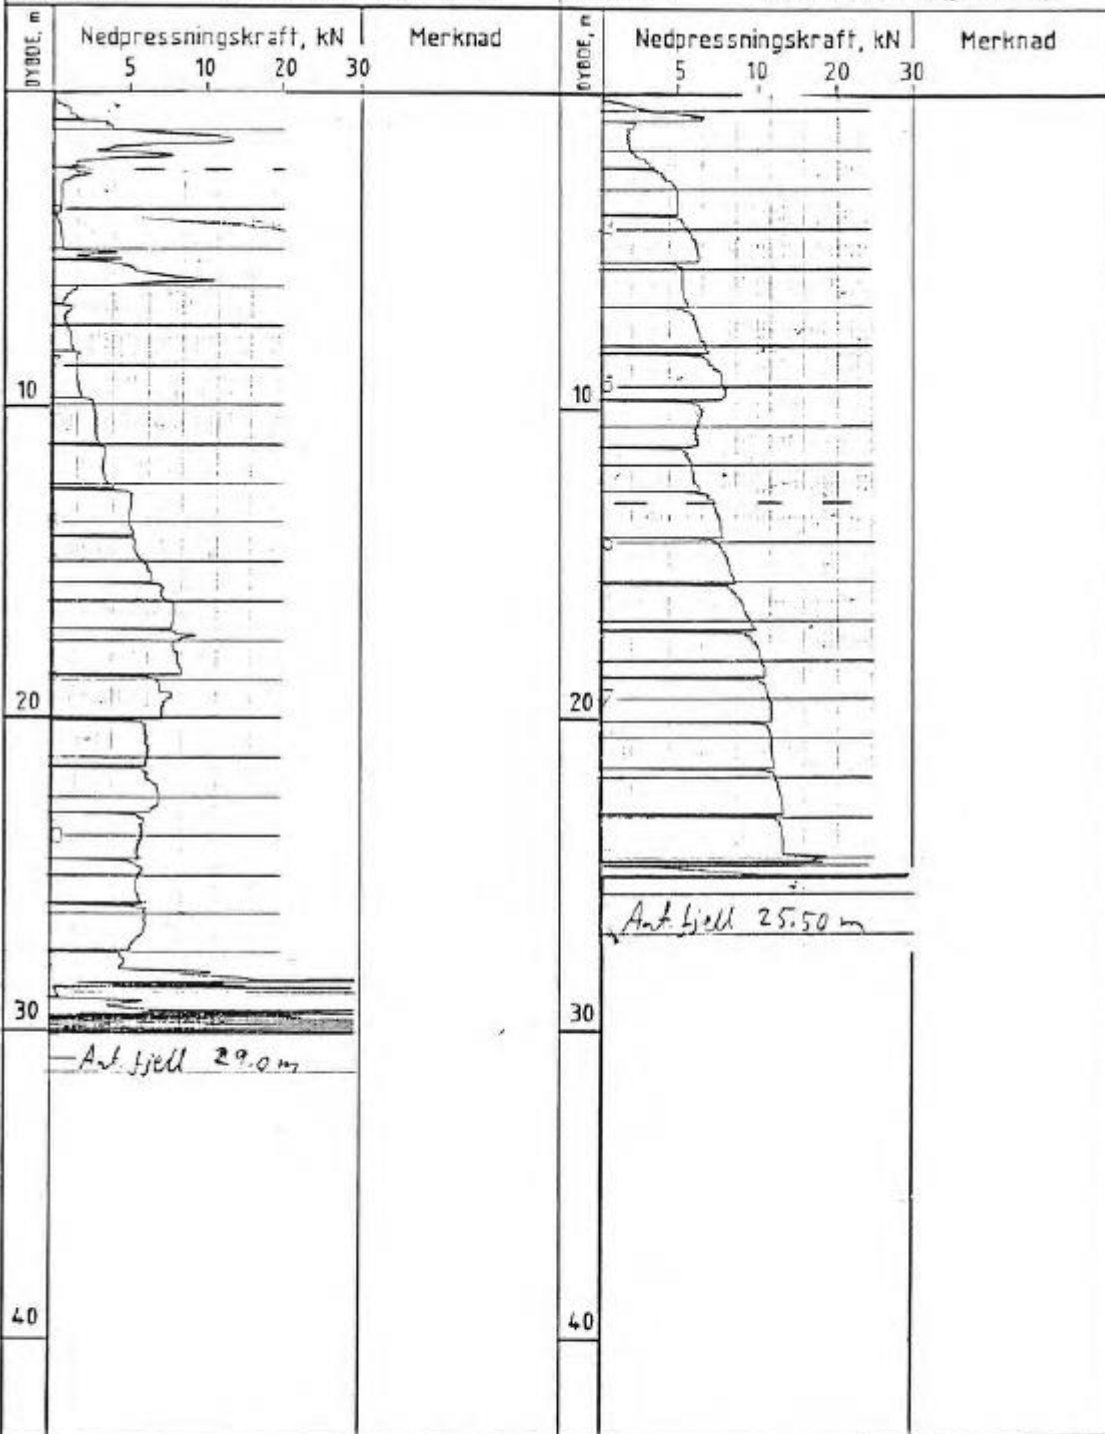 DYBDE, m
Nedpressningskraft, kN
Merknad
5 10 20 30
10
20
30
Ant. fjell 29.0 m
40
DYBDE, m
Nedpressningskraft, kN
Merknad
5 10 20 30
10
20
Ant. fjell 25.50 m
30
40